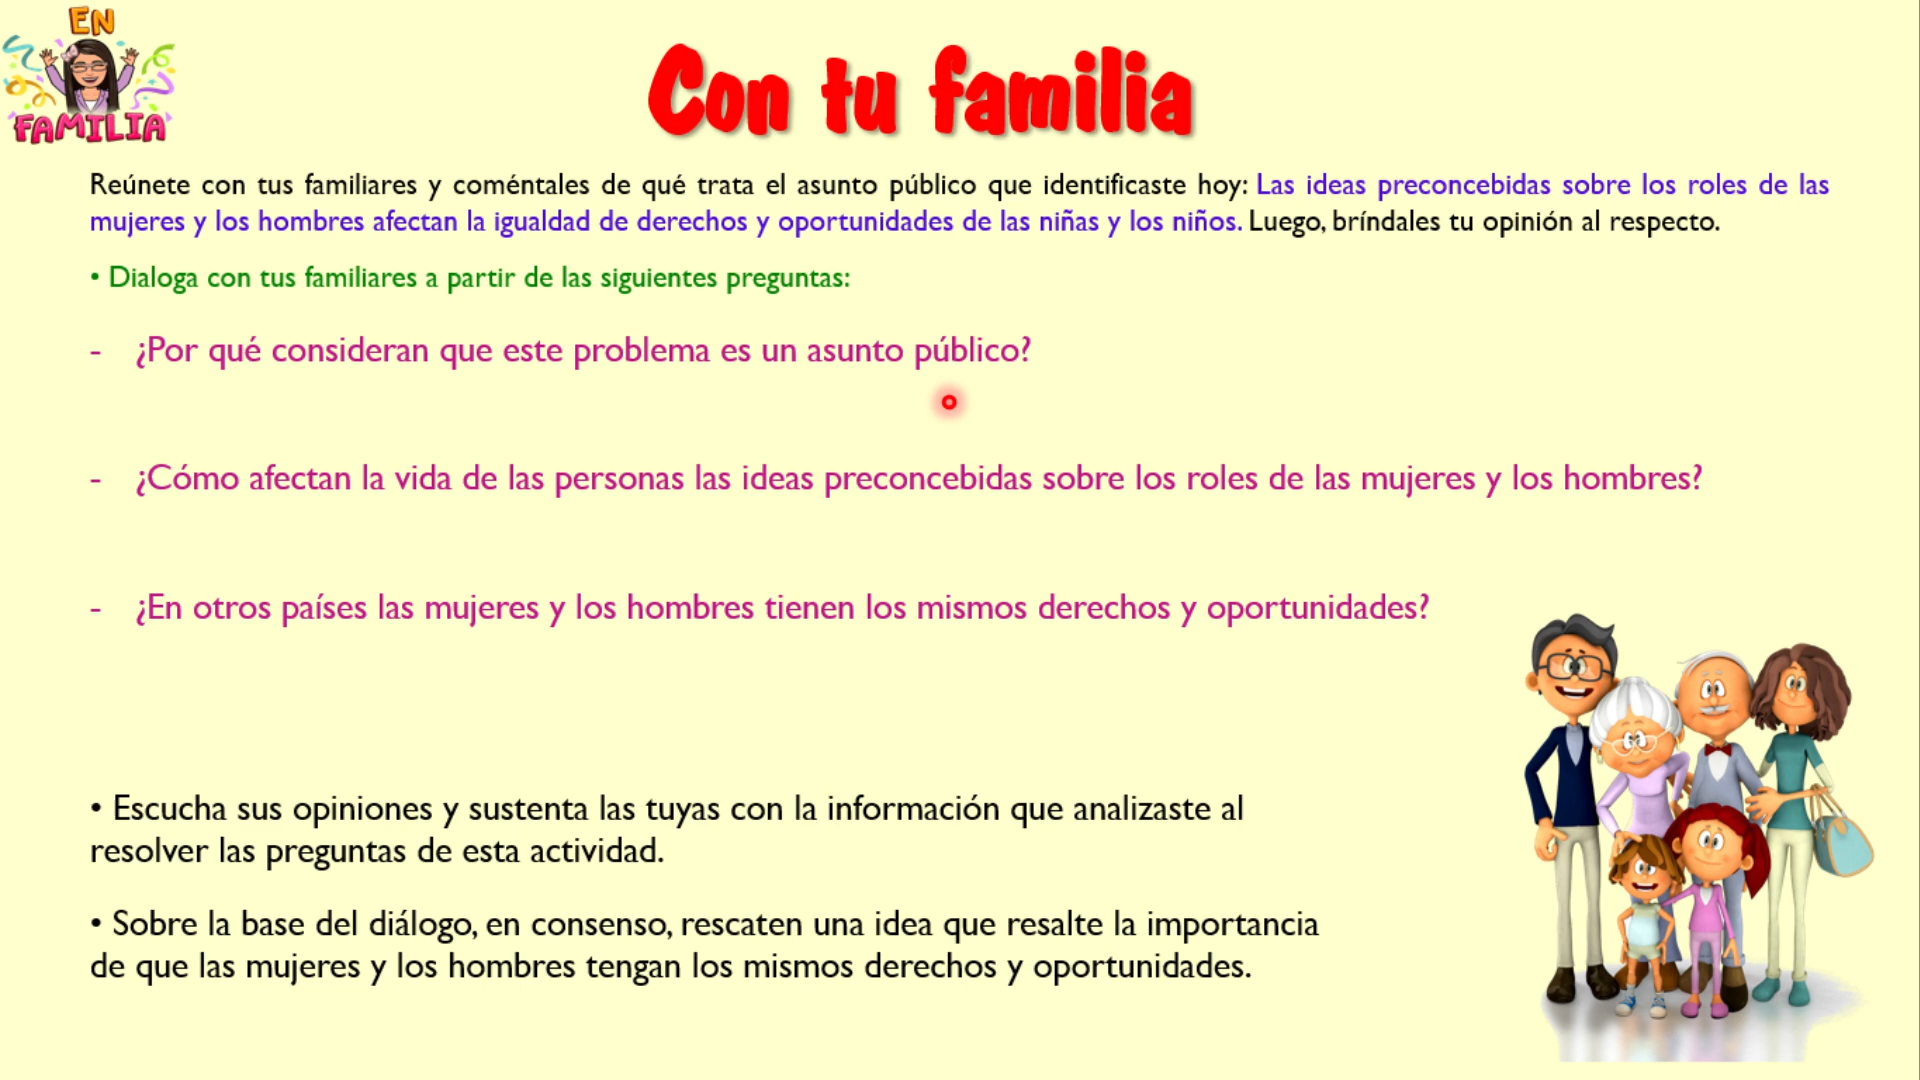 EN
FAMILIA
Con tu familia
Reúnete con tus familiares y coméntales de qué trata el asunto público que identificaste hoy: Las ideas preconcebidas sobre los roles de las
mujeres y los hombres afectan la igualdad de derechos y oportunidades de las niñas y los niños. Luego, bríndales tu opinión al respecto.
• Dialoga con tus familiares a partir de las siguientes preguntas:
- ¿Por qué consideran que este problema es un asunto público?
- ¿Cómo afectan la vida de las personas las ideas preconcebidas sobre los roles de las mujeres y los hombres?
- ¿En otros países las mujeres y los hombres tienen los mismos derechos y oportunidades?
• Escucha sus opiniones y sustenta las tuyas con la información que analizaste al
resolver las preguntas de esta actividad.
• Sobre la base del diálogo, en consenso, rescaten una idea que resalte la importancia
de que las mujeres y los hombres tengan los mismos derechos y oportunidades.